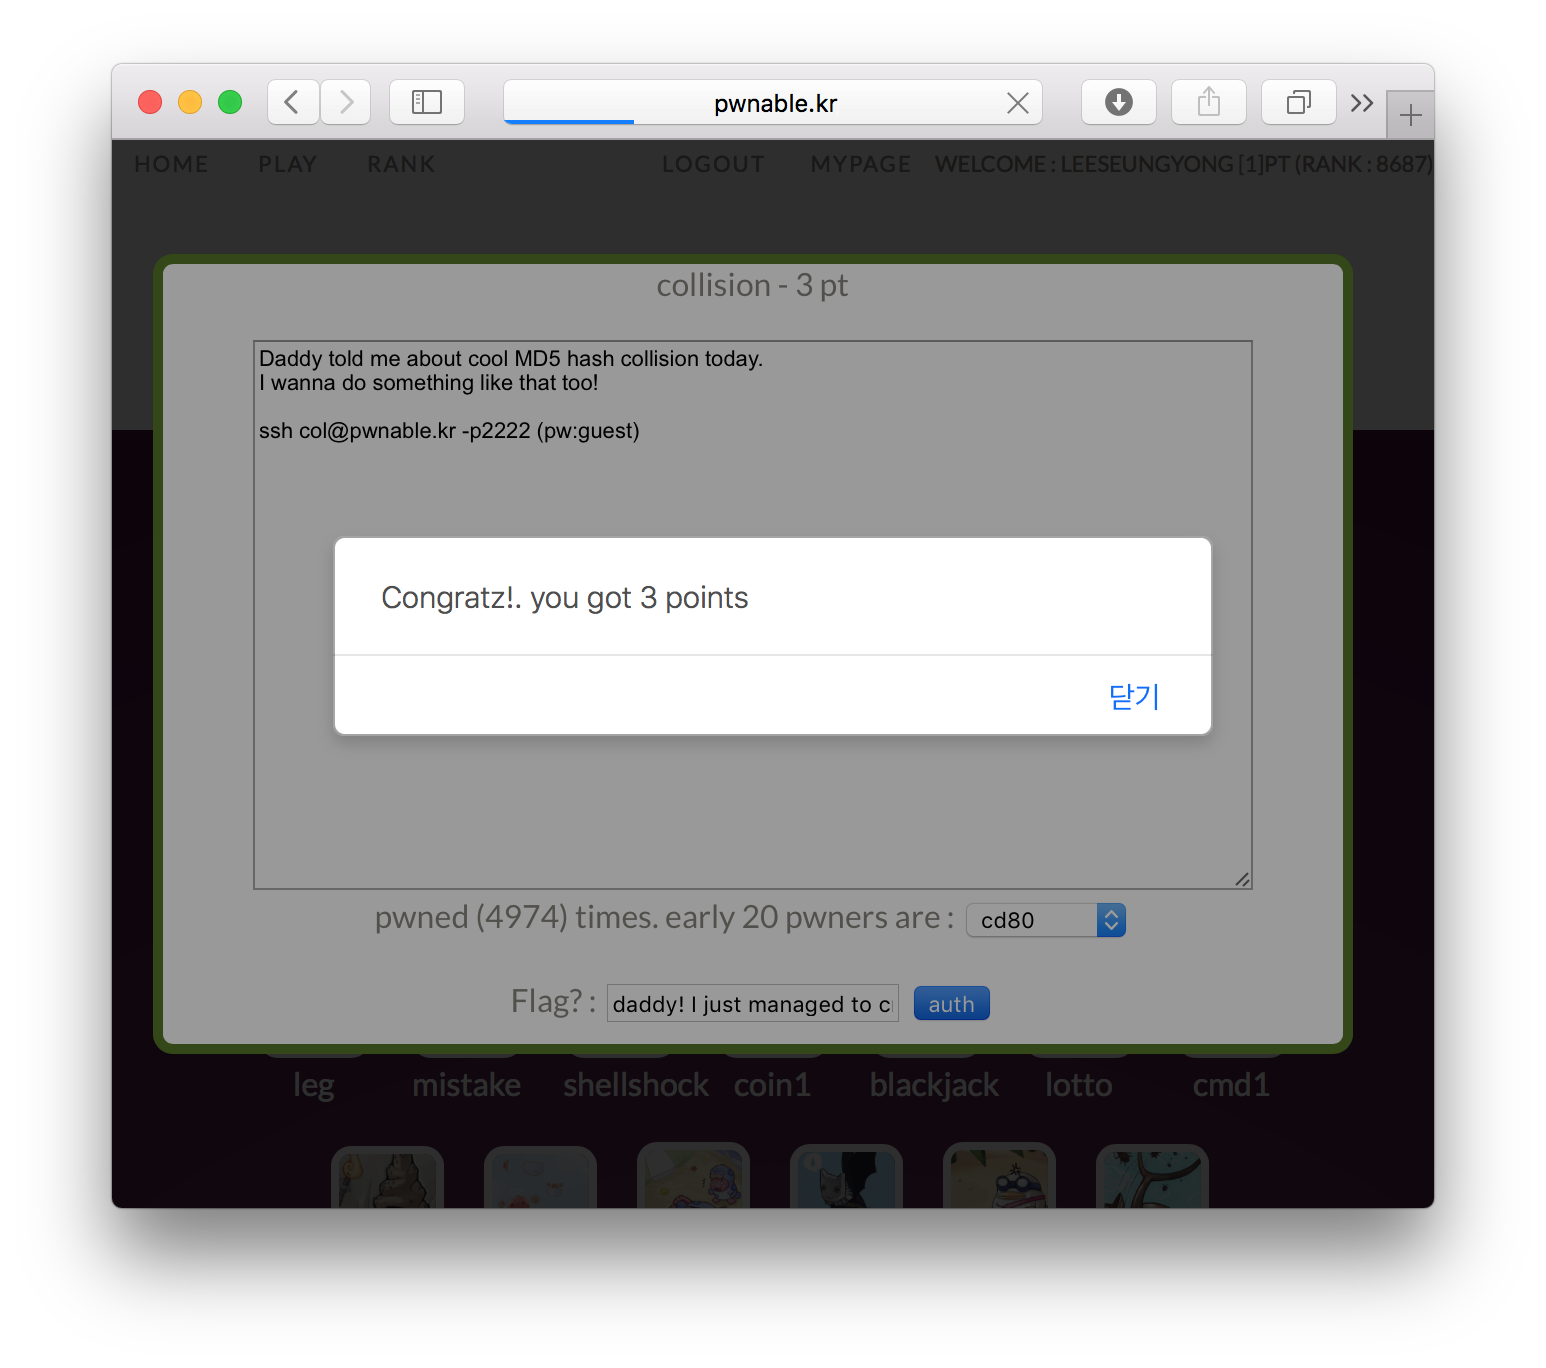 pwnable.kr
HOME PLAY RANK LOGOUT MYPAGE WELCOME : LEESEUNGYONG [1]PT (RANK : 8687)
collision - 3 pt
Daddy told me about cool MD5 hash collision today.
I wanna do something like that too!
ssh col@pwnable.kr -p2222 (pw:guest)
Congratz!. you got 3 points
닫기
pwned (4974) times. early 20 pwners are : cd80
Flag? : daddy! I just managed to c auth
leg mistake shellshock coin1 blackjack lotto cmd1